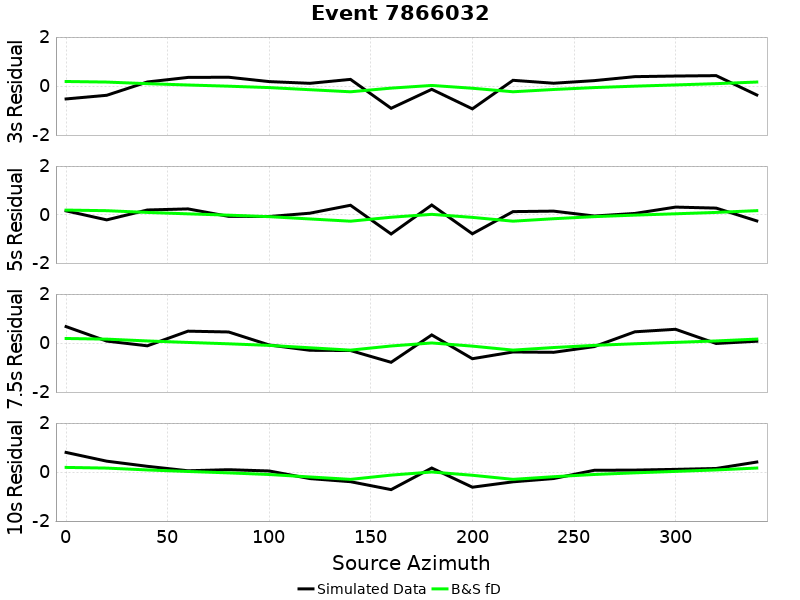 Event 7866032
3s Residual
2
0
-2
5s Residual
2
0
-2
7.5s Residual
2
0
-2
10s Residual
2
0
-2
0 50 100 150 200 250 300
Source Azimuth
Simulated Data B&S fD